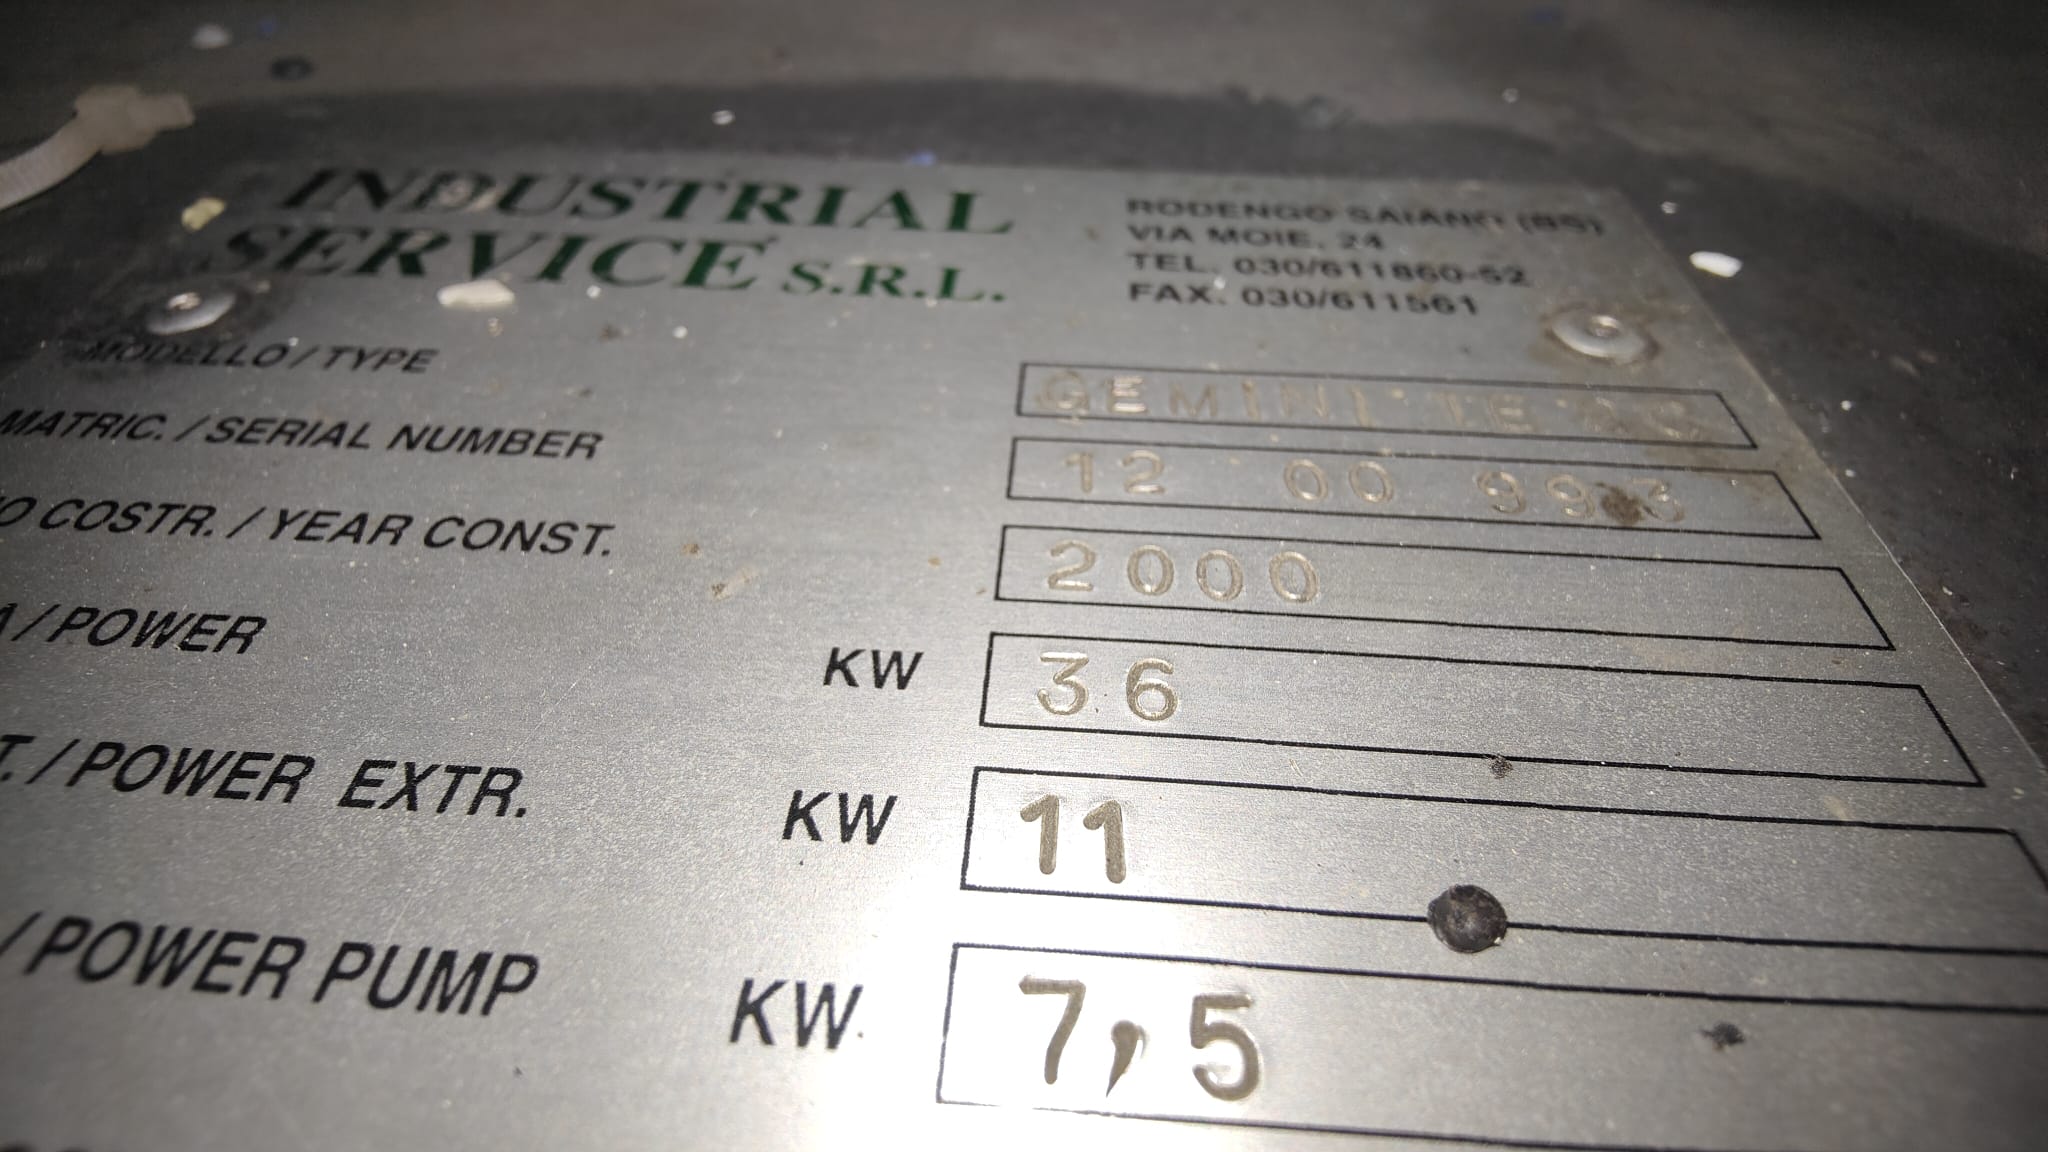 INDUSTRIAL
SERVICE S.R.L.
RODENGO SAIANO (BS)
VIA MOIE, 24
TEL. 030/611860-52
FAX. 030/611561
MODELLO / TYPE
GEMINI
MATRIC. / SERIAL NUMBER 12 00 993
O COSTR. / YEAR CONST. 2000
A / POWER KW 36
T. / POWER EXTR. KW 11
/ POWER PUMP KW 7,5